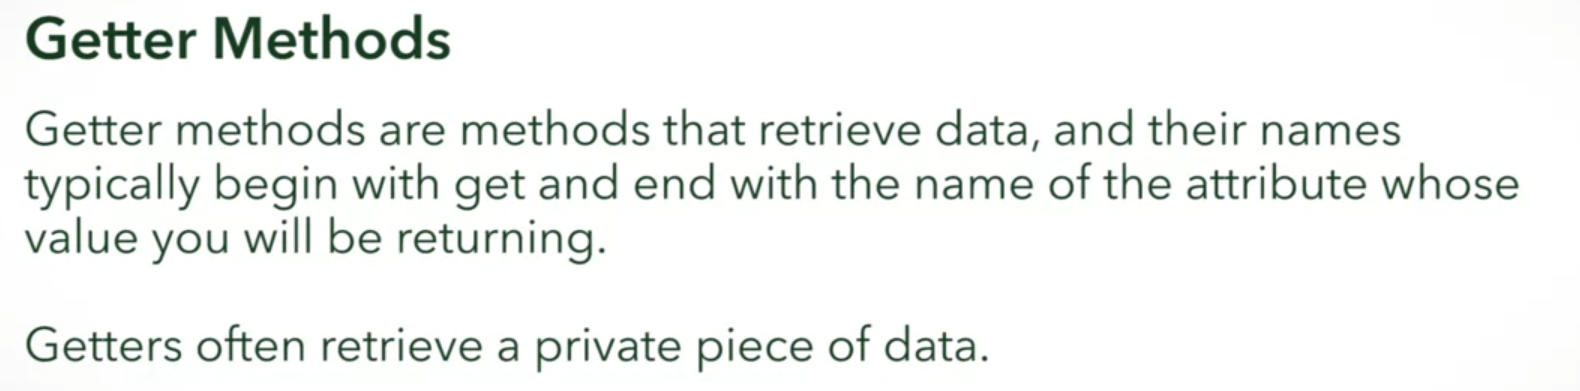 Getter Methods
Getter methods are methods that retrieve data, and their names
typically begin with get and end with the name of the attribute whose
value you will be returning.
Getters often retrieve a private piece of data.